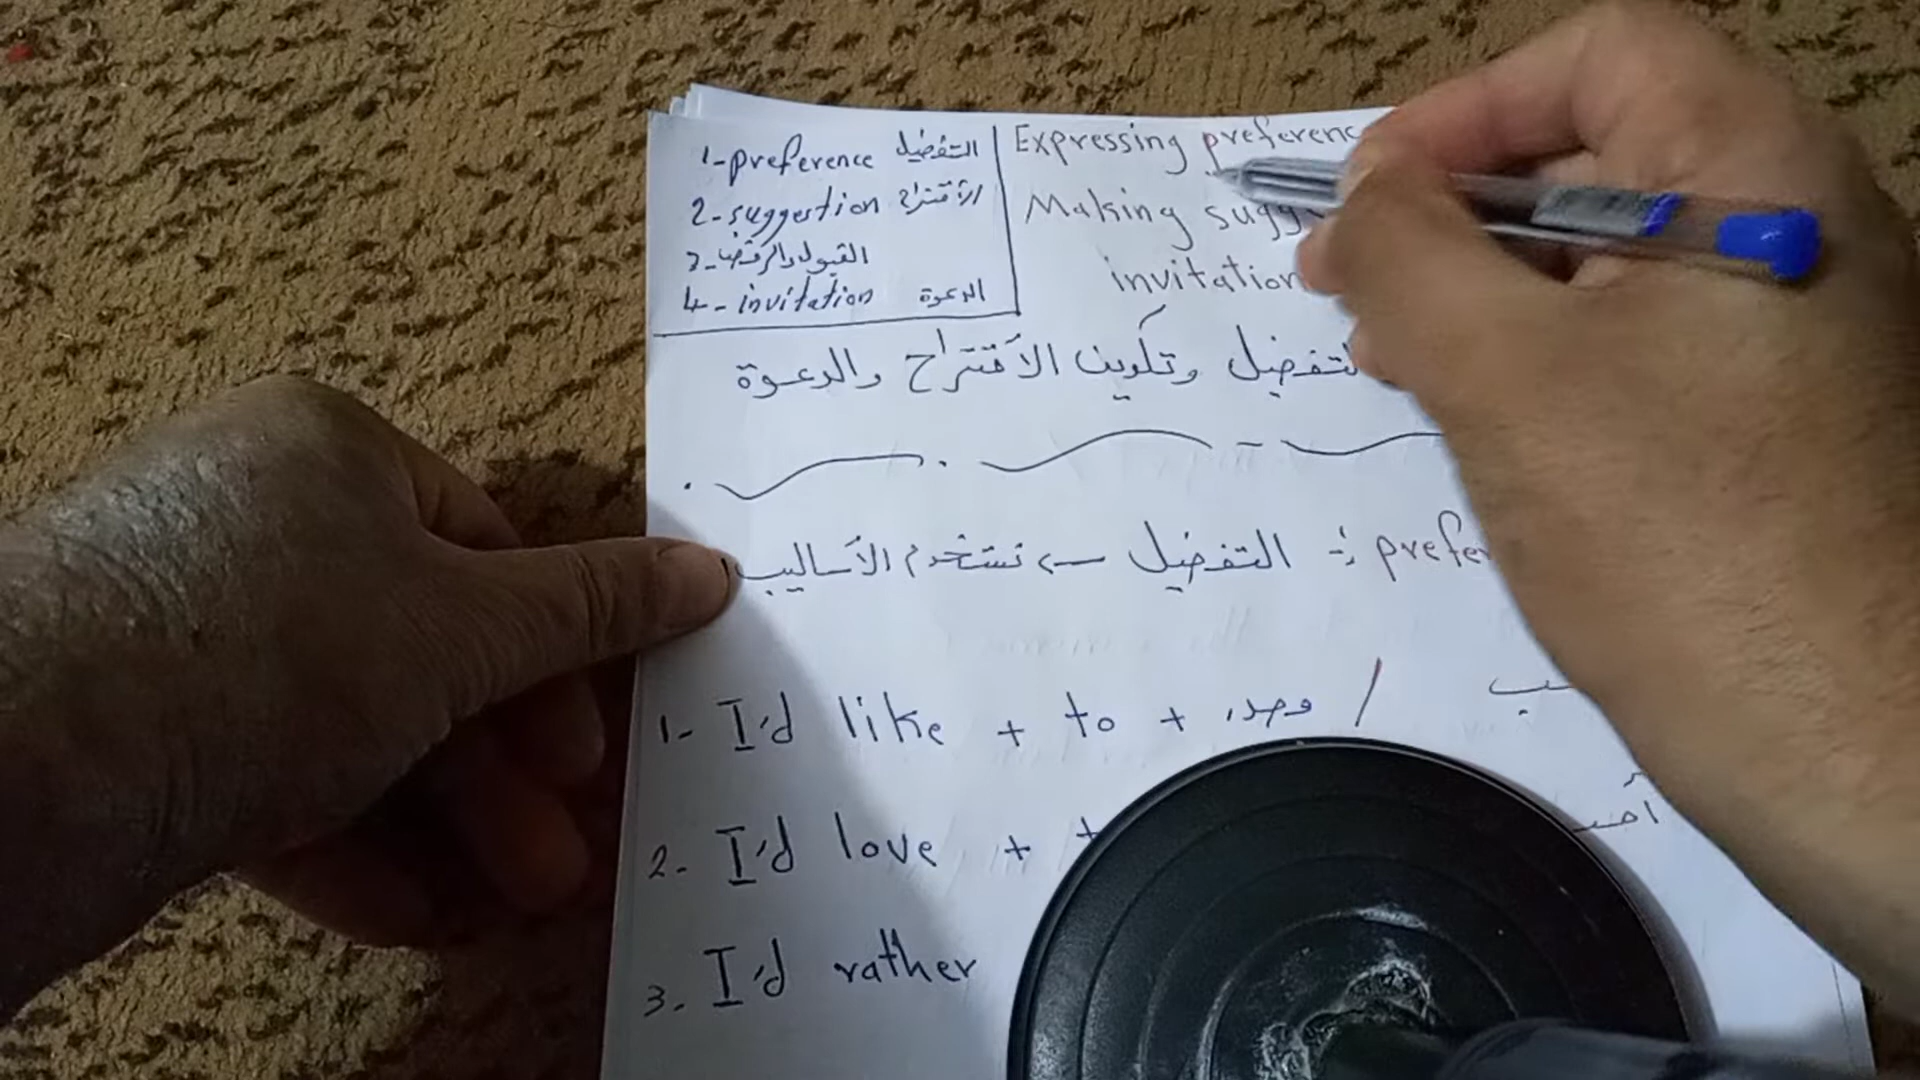 1- preference التفضيل
2- suggestion الأقتراح
3- القبول والرفض
4- invitation الدعوة
Expressing preferenc
Making sugg
invitation
لتفضيل وتكوين الأقتراح والدعوة
prefe :- التفضيل ← نستخدم الأساليب
1- I'd like + to + مصدر /
2- I'd love +
3- I'd rather